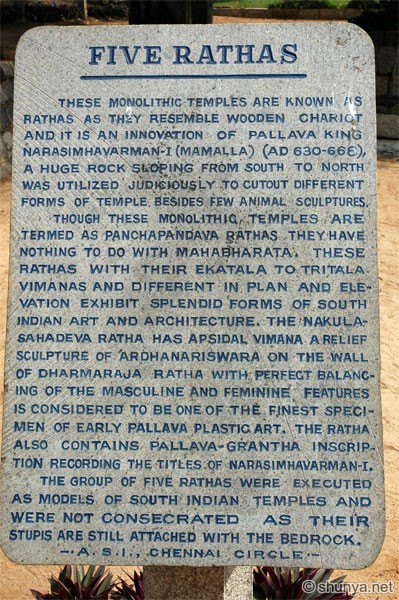 FIVE RATHAS
THESE MONOLITHIC TEMPLES ARE KNOWN AS
RATHAS AS THEY RESEMBLE WOODEN CHARIOT
AND IT IS AN INNOVATION OF PALLAVA KING
NARASIMHAVARMAN-I (MAMALLA) (AD 630-668),
A HUGE ROCK SLOPING FROM SOUTH TO NORTH
WAS UTILIZED JUDICIOUSLY TO CUTOUT DIFFERENT
FORMS OF TEMPLE BESIDES FEW ANIMAL SCULPTURES.
THOUGH THESE MONOLITHIC TEMPLES ARE
TERMED AS PANCHAPANDAVA RATHAS THEY HAVE
NOTHING TO DO WITH MAHABHARATA. THESE
RATHAS WITH THEIR EKATALA TO TRITALA
VIMANAS AND DIFFERENT IN PLAN AND ELE-
VATION EXHIBIT SPLENDID FORMS OF SOUTH
INDIAN ART AND ARCHITECTURE. THE NAKULA-
SAHADEVA RATHA HAS APSIDAL VIMANA. A RELIEF
SCULPTURE OF ARDHANARISWARA ON THE WALL
OF DHARMARAJA RATHA WITH PERFECT BALANC-
ING OF THE MASCULINE AND FEMININE FEATURES
IS CONSIDERED TO BE ONE OF THE FINEST SPECI-
MEN OF EARLY PALLAVA PLASTIC ART. THE RATHA
ALSO CONTAINS PALLAVA-GRANTHA INSCRIP-
TION RECORDING THE TITLES OF NARASIMHAVARMAN-I.
THE GROUP OF FIVE RATHAS WERE EXECUTED
AS MODELS OF SOUTH INDIAN TEMPLES AND
WERE NOT CONSECRATED AS THEIR
STUPIS ARE STILL ATTACHED WITH THE BEDROCK.
-A.S.I., CHENNAI CIRCLE-
© shunya.net